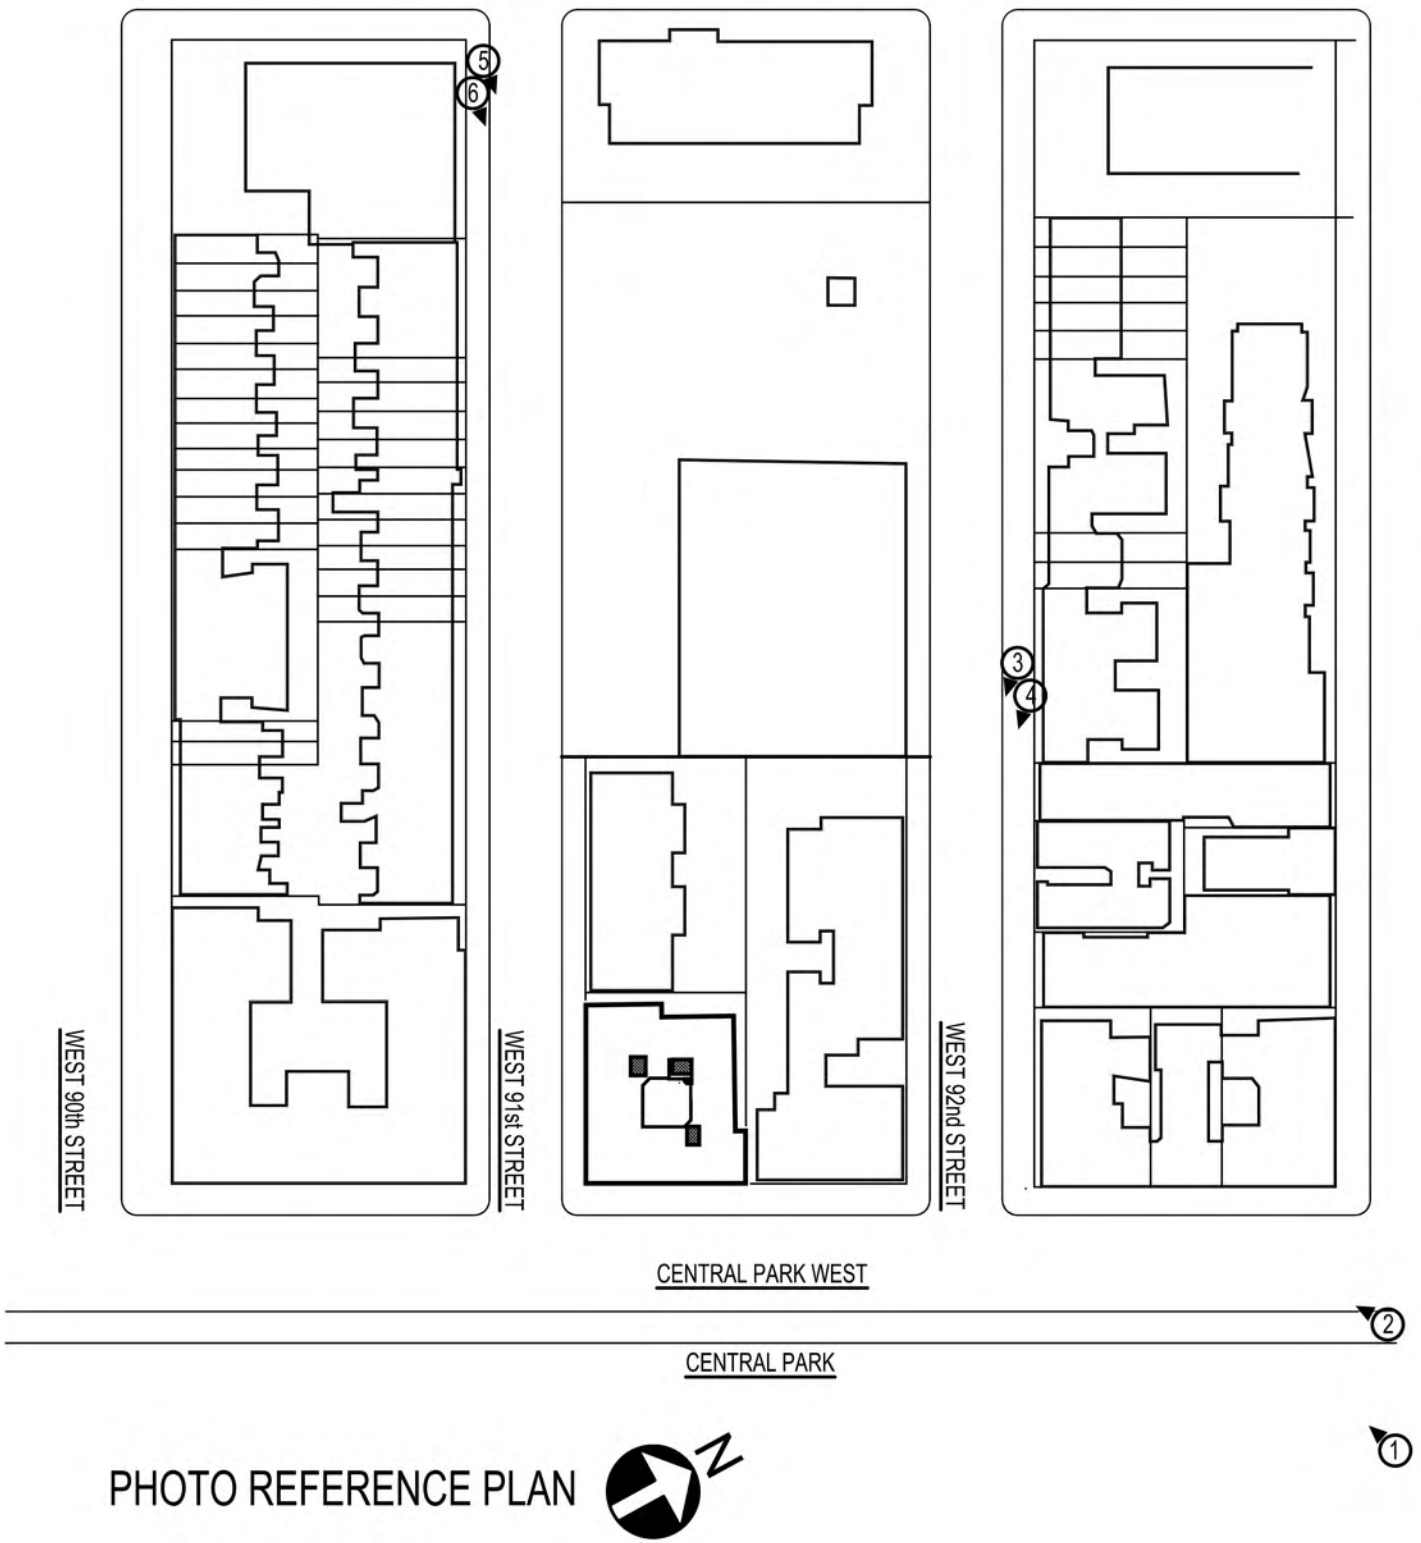 5
6
3
4
WEST 90th STREET
WEST 91st STREET
WEST 92nd STREET
CENTRAL PARK WEST
2
CENTRAL PARK
1
PHOTO REFERENCE PLAN
N